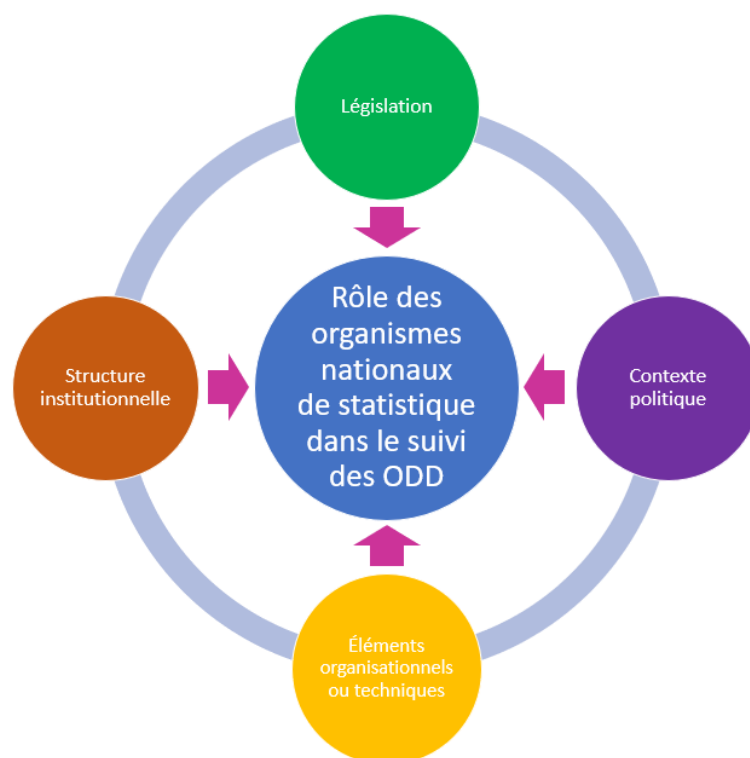 Législation
Rôle des
organismes
nationaux
de statistique
dans le suivi
des ODD
Structure
institutionnelle
Contexte
politique
Éléments
organisationnels
ou techniques